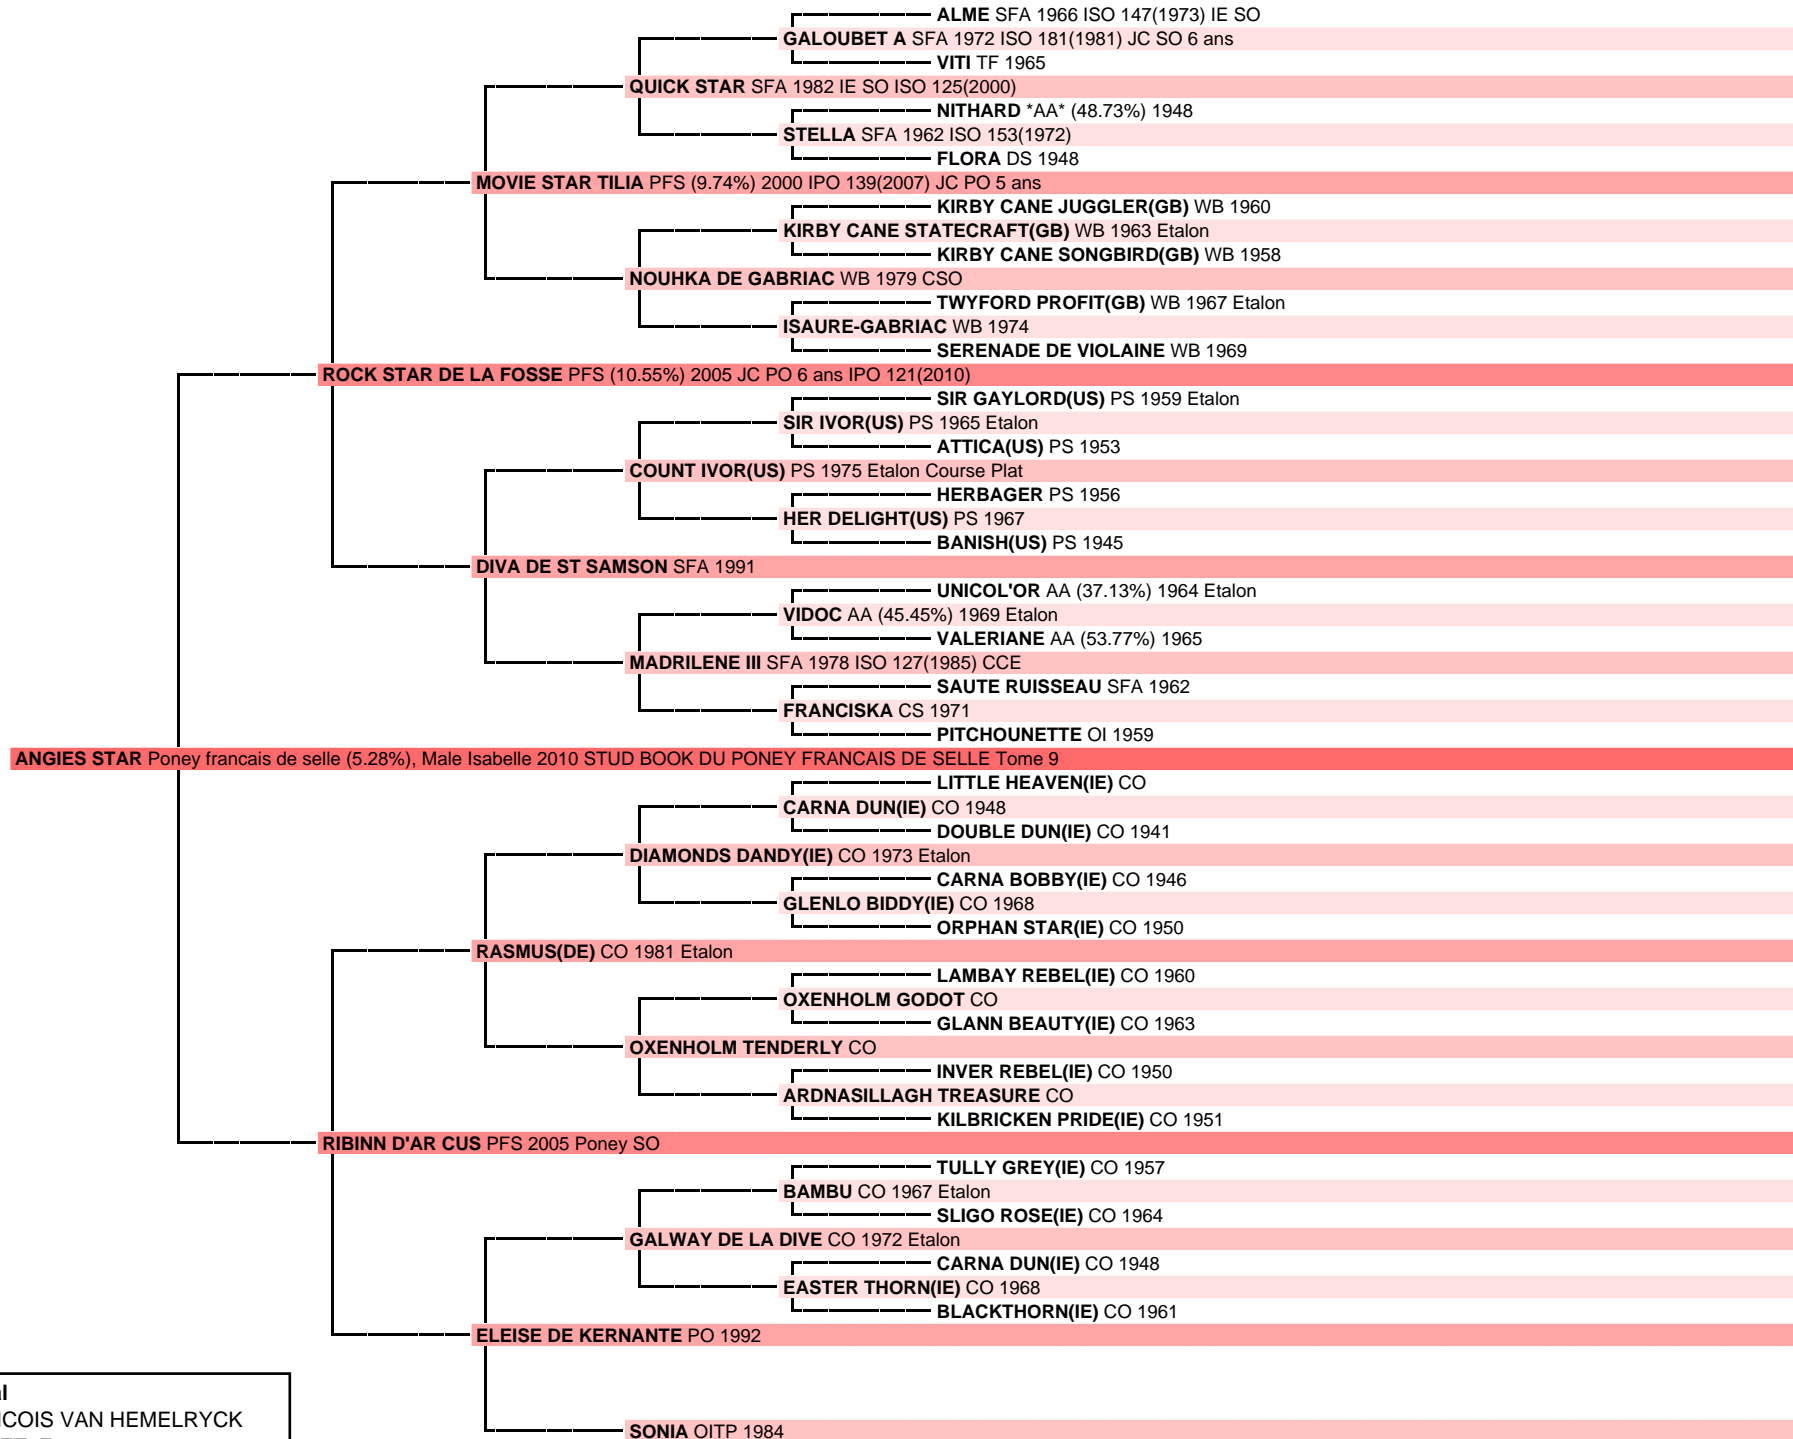 ALME SFA 1966 ISO 147(1973) IE SO
GALOUBET A SFA 1972 ISO 181(1981) JC SO 6 ans
VITI TF 1965
QUICK STAR SFA 1982 IE SO ISO 125(2000)
NITHARD *AA* (48.73%) 1948
STELLA SFA 1962 ISO 153(1972)
FLORA DS 1948
MOVIE STAR TILIA PFS (9.74%) 2000 IPO 139(2007) JC PO 5 ans
KIRBY CANE JUGGLER(GB) WB 1960
KIRBY CANE STATECRAFT(GB) WB 1963 Etalon
KIRBY CANE SONGBIRD(GB) WB 1958
NOUHKA DE GABRIAC WB 1979 CSO
TWYFORD PROFIT(GB) WB 1967 Etalon
ISAURE-GABRIAC WB 1974
SERENADE DE VIOLAINE WB 1969
ROCK STAR DE LA FOSSE PFS (10.55%) 2005 JC PO 6 ans IPO 121(2010)
SIR GAYLORD(US) PS 1959 Etalon
SIR IVOR(US) PS 1965 Etalon
ATTICA(US) PS 1953
COUNT IVOR(US) PS 1975 Etalon Course Plat
HERBAGER PS 1956
HER DELIGHT(US) PS 1967
BANISH(US) PS 1945
DIVA DE ST SAMSON SFA 1991
UNICOL'OR AA (37.13%) 1964 Etalon
VIDOC AA (45.45%) 1969 Etalon
VALERIANE AA (53.77%) 1965
MADRILENE III SFA 1978 ISO 127(1985) CCE
SAUTE RUISSEAU SFA 1962
FRANCISKA CS 1971
PITCHOUNETTE OI 1959
ANGIES STAR Poney francais de selle (5.28%), Male Isabelle 2010 STUD BOOK DU PONEY FRANCAIS DE SELLE Tome 9
LITTLE HEAVEN(IE) CO
CARNA DUN(IE) CO 1948
DOUBLE DUN(IE) CO 1941
DIAMONDS DANDY(IE) CO 1973 Etalon
CARNA BOBBY(IE) CO 1946
GLENLO BIDDY(IE) CO 1968
ORPHAN STAR(IE) CO 1950
RASMUS(DE) CO 1981 Etalon
LAMBAY REBEL(IE) CO 1960
OXENHOLM GODOT CO
GLANN BEAUTY(IE) CO 1963
OXENHOLM TENDERLY CO
INVER REBEL(IE) CO 1950
ARDNASILLAGH TREASURE CO
KILBRICKEN PRIDE(IE) CO 1951
RIBINN D'AR CUS PFS 2005 Poney SO
TULLY GREY(IE) CO 1957
BAMBU CO 1967 Etalon
SLIGO ROSE(IE) CO 1964
GALWAY DE LA DIVE CO 1972 Etalon
CARNA DUN(IE) CO 1948
EASTER THORN(IE) CO 1968
BLACKTHORN(IE) CO 1961
ELEISE DE KERNANTE PO 1992
NCOIS VAN HEMELRYCK
SONIA OITP 1984